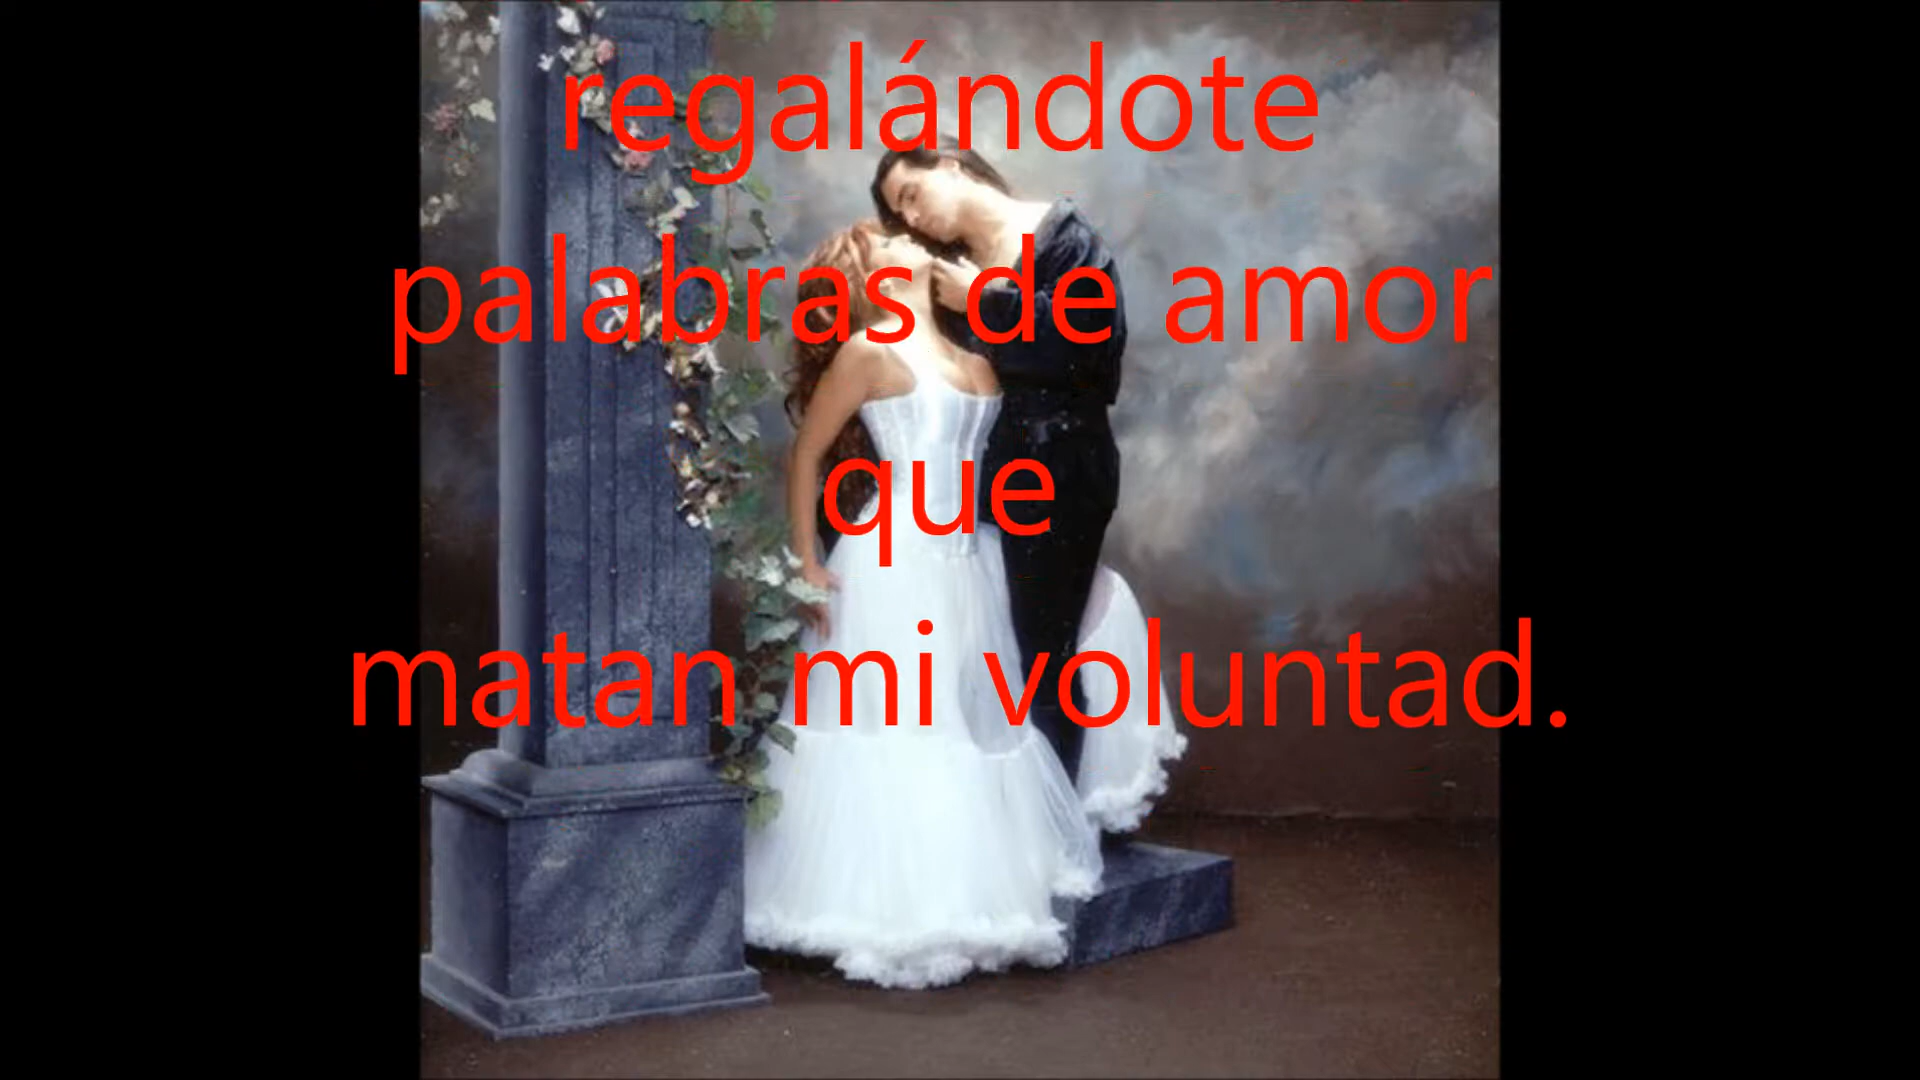 regalándote
palabras de amor
que
matan mi voluntad.